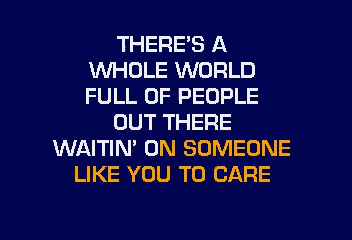 THERE'S A
WHOLE WORLD
FULL OF PEOPLE
OUT THERE
WAITIN' ON SOMEONE
LIKE YOU TO CARE